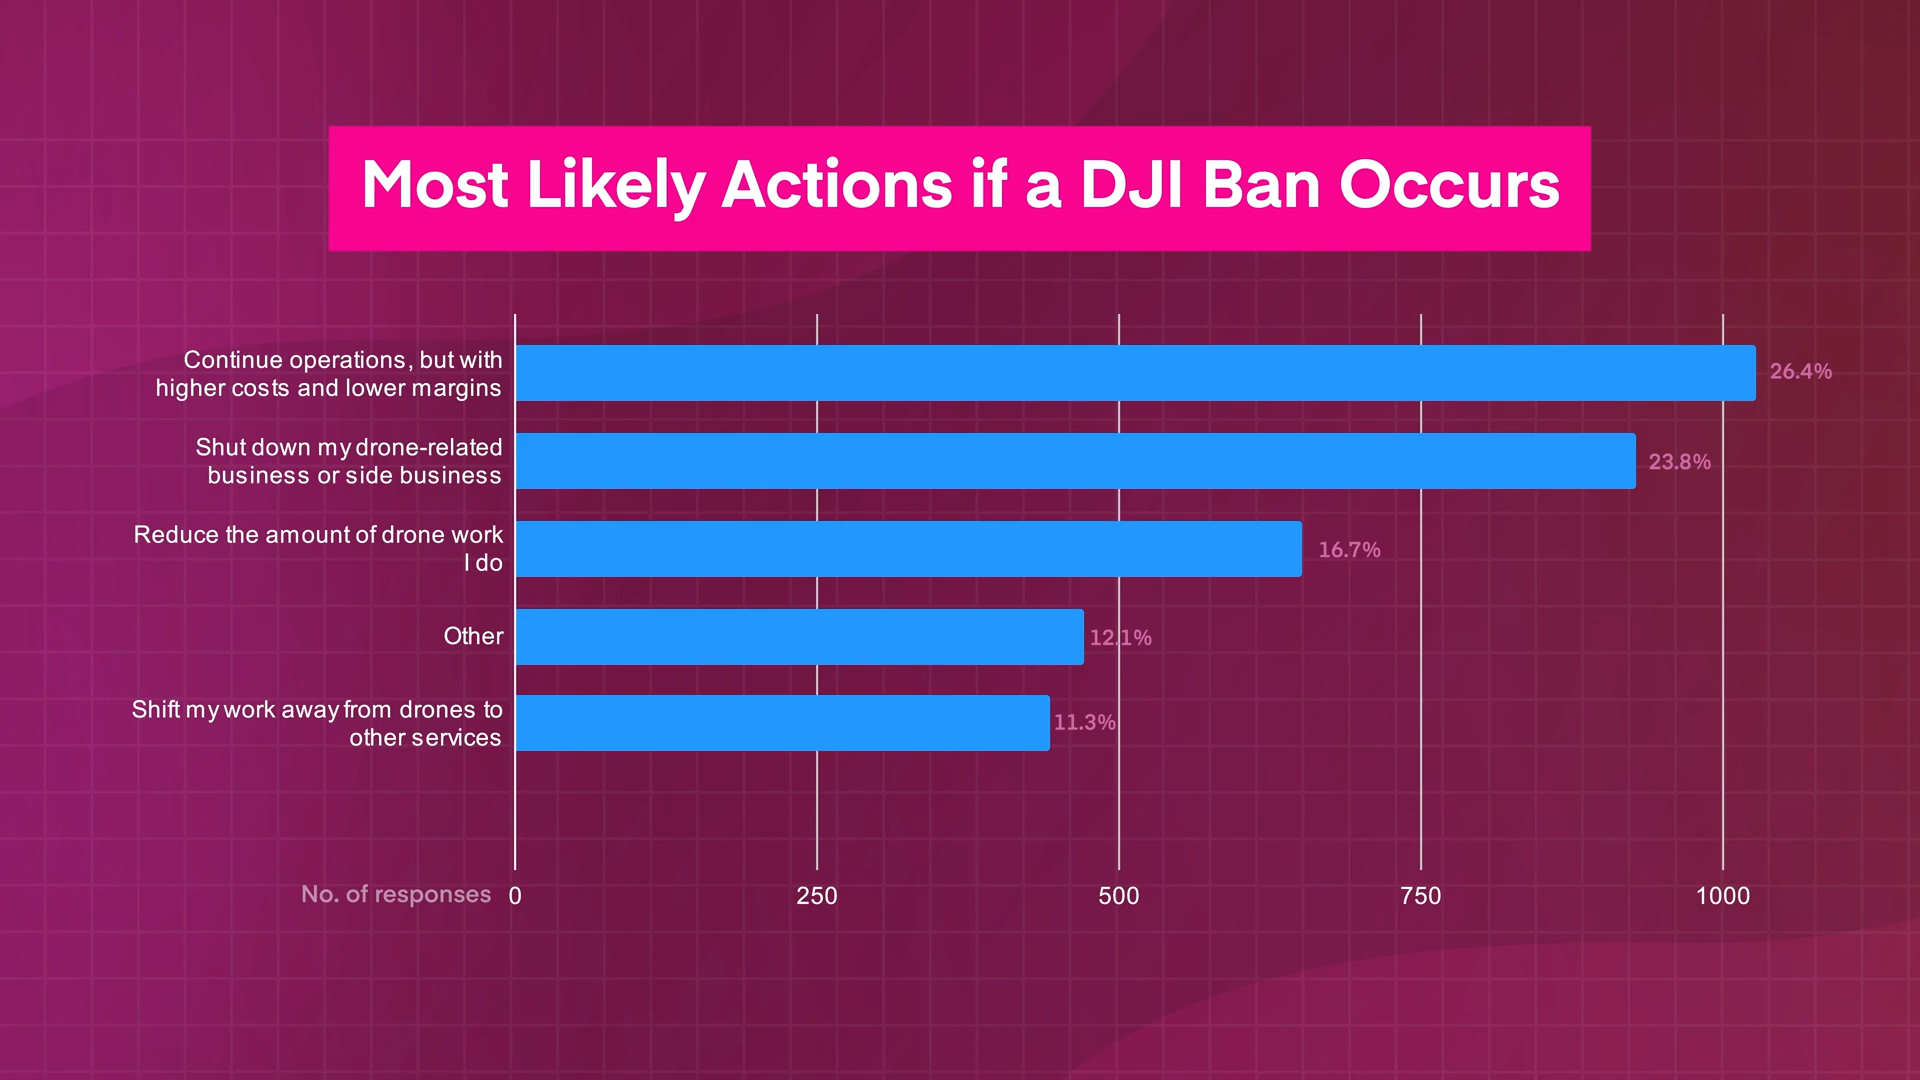 Most Likely Actions if a DJI Ban Occurs
Continue operations, but with
higher costs and lower margins
26.4%
Shut down my drone-related
business or side business
23.8%
Reduce the amount of drone work
I do
16.7%
Other
12.1%
Shift my work away from drones to
other services
11.3%
No. of responses 0 250 500 750 1000